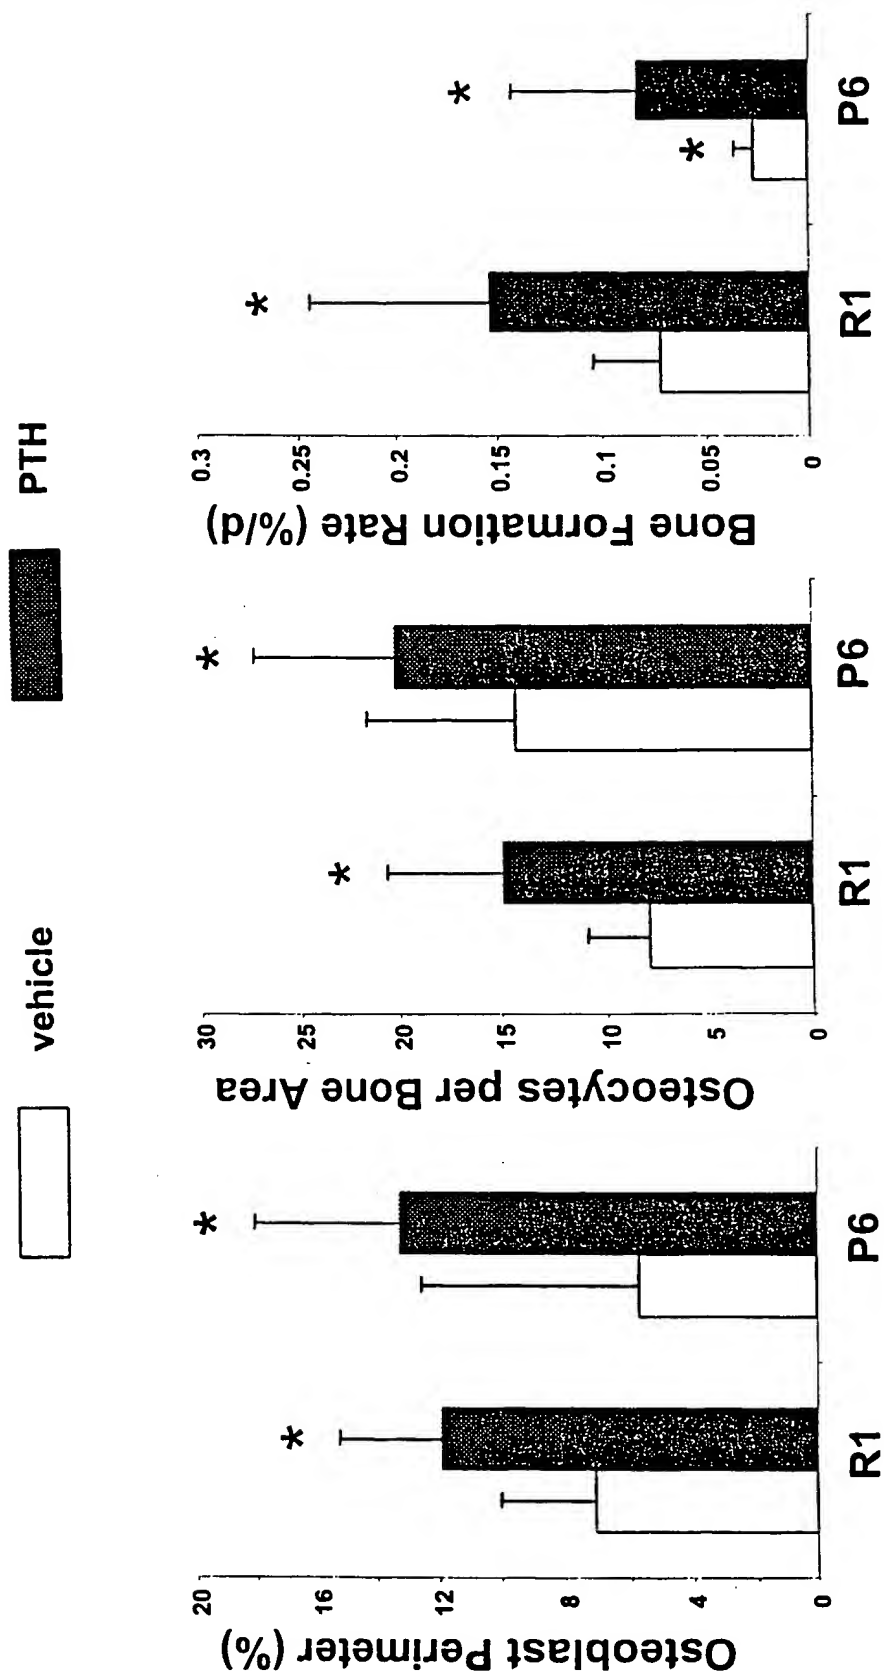 vehicle
PTH
Osteoblast Perimeter (%)
20
16
12
8
4
0
R1
P6
*
*
Osteocytes per Bone Area
30
25
20
15
10
5
0
R1
P6
*
*
Bone Formation Rate (%/d)
0.3
0.25
0.2
0.15
0.1
0.05
0
R1
P6
*
*
*